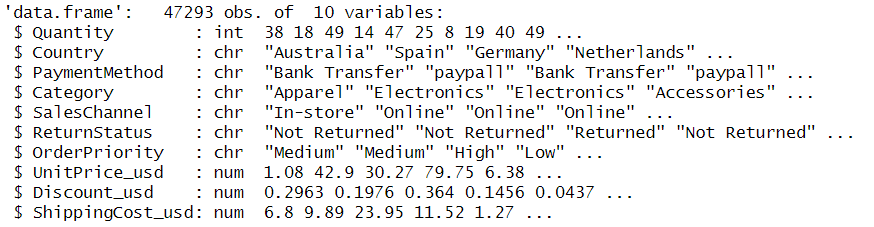 'data.frame':   47293 obs. of  10 variables:
 $ Quantity        : int  38 18 49 14 47 25 8 19 40 49 ...
 $ Country         : chr  "Australia" "Spain" "Germany" "Netherlands" ...
 $ PaymentMethod   : chr  "Bank Transfer" "paypall" "Bank Transfer" "paypall" ...
 $ Category        : chr  "Apparel" "Electronics" "Electronics" "Accessories" ...
 $ SalesChannel    : chr  "In-store" "Online" "Online" "Online" ...
 $ ReturnStatus    : chr  "Not Returned" "Not Returned" "Returned" "Not Returned" ...
 $ OrderPriority   : chr  "Medium" "Medium" "High" "Low" ...
 $ UnitPrice_usd   : num  1.08 42.9 30.27 79.75 6.38 ...
 $ Discount_usd    : num  0.2963 0.1976 0.364 0.1456 0.0437 ...
 $ ShippingCost_usd: num  6.8 9.89 23.95 11.52 1.27 ...